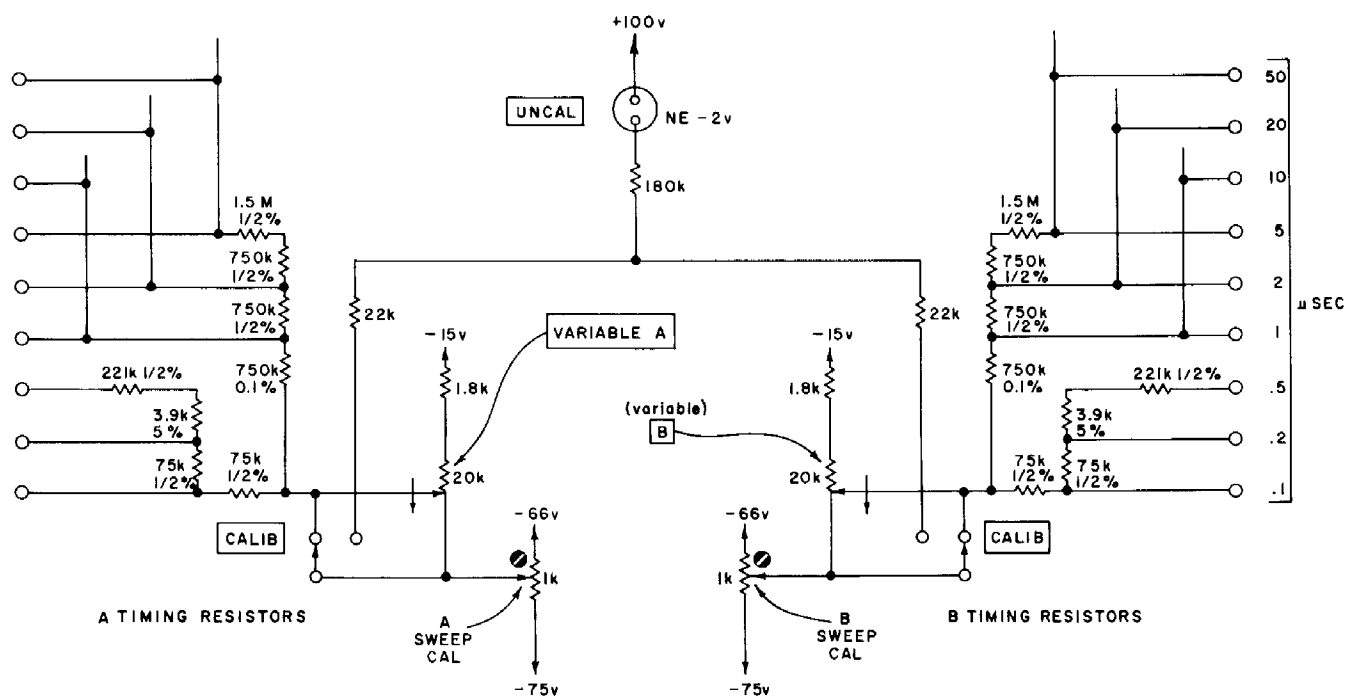 +100v
UNCAL
NE-2v
180k
1.5 M
1/2%
750k
1/2%
750k
1/2%
750k
0.1%
221k 1/2%
3.9k
5%
75k
1/2%
75k
1/2%
22k
-15v
1.8k
VARIABLE A
20k
CALIB
-66v
1k
A
SWEEP
CAL
-75v
A TIMING RESISTORS
22k
-15v
1.8k
(variable)
B
20k
CALIB
-66v
1k
B
SWEEP
CAL
-75v
B TIMING RESISTORS
1.5 M
1/2%
750k
1/2%
750k
1/2%
750k
0.1%
221k 1/2%
3.9k
5%
75k
1/2%
75k
1/2%
50
20
10
5
2
1
.5
.2
.1
μ SEC